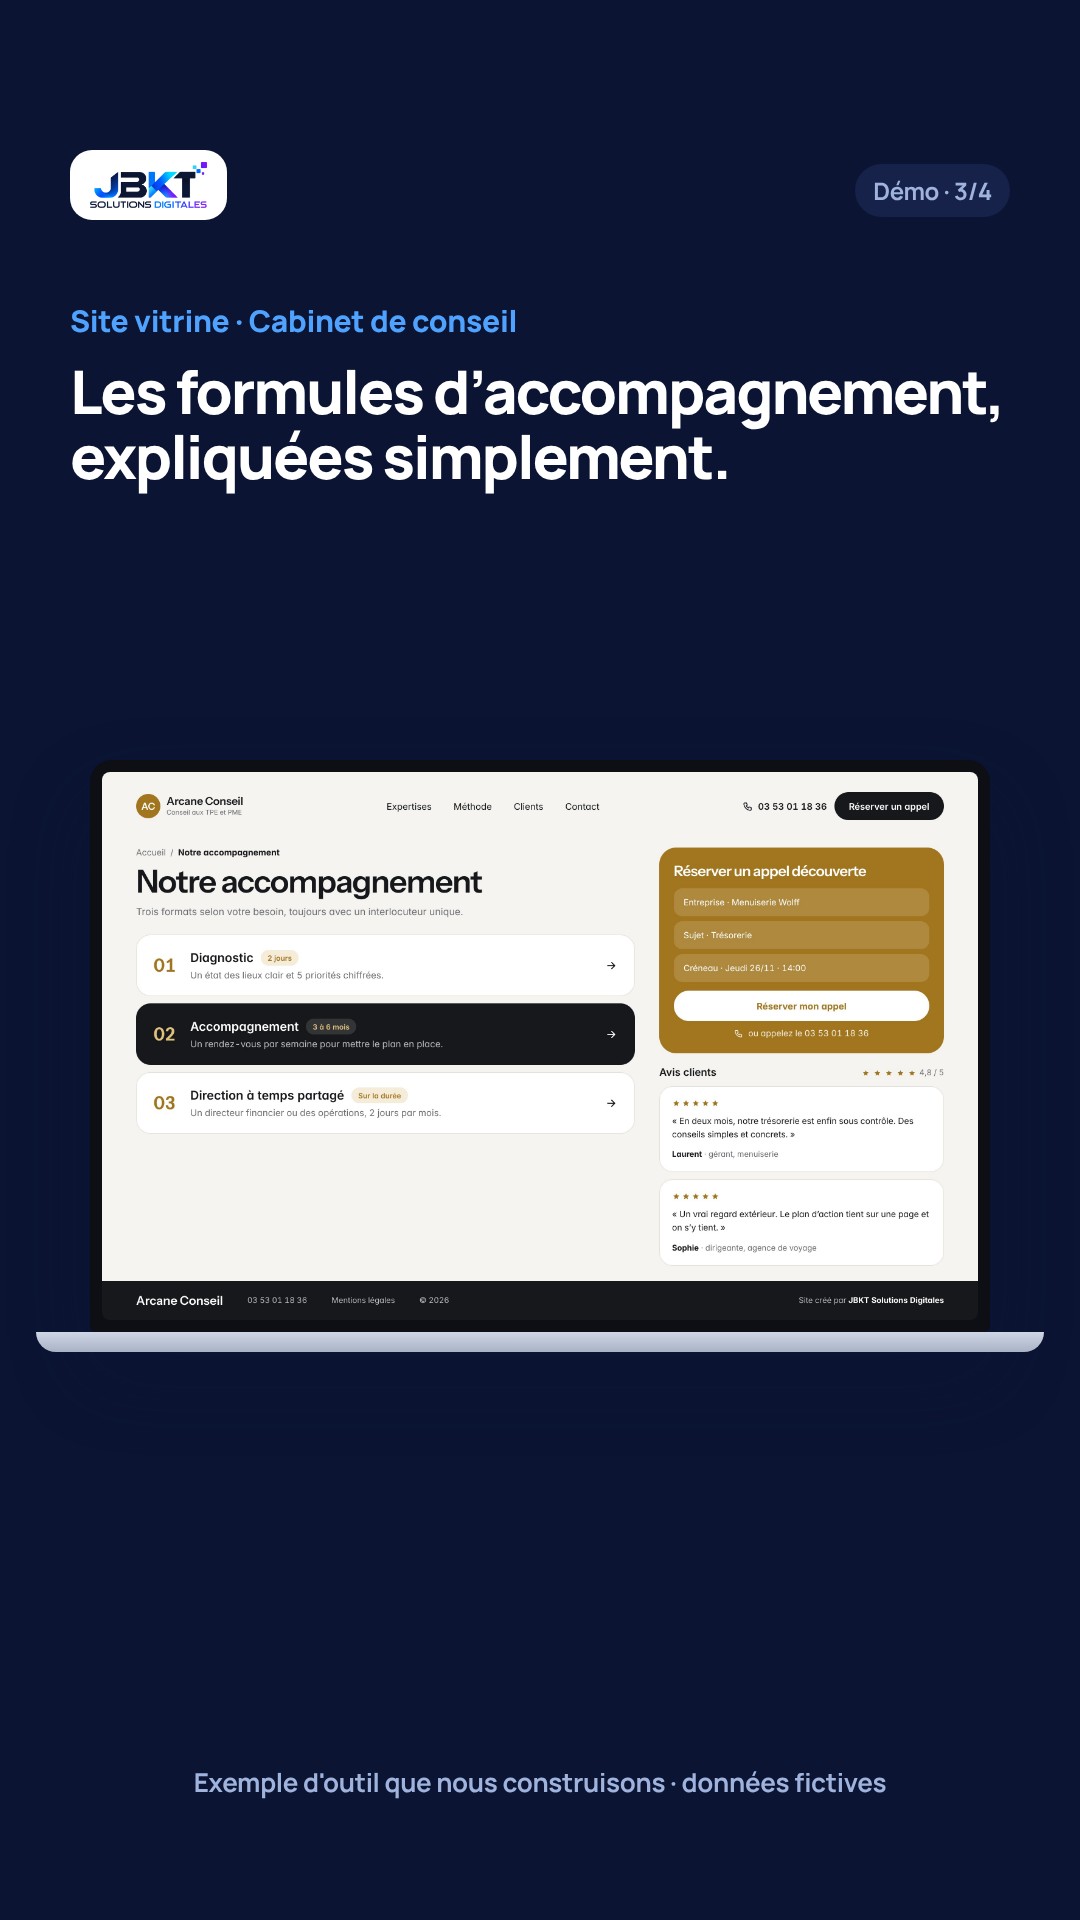 JBKT
SOLUTIONS DIGITALES
Démo · 3/4
Site vitrine · Cabinet de conseil
Les formules d’accompagnement,
expliquées simplement.
AC
Arcane Conseil
Conseil aux TPE et PME
Expertises
Méthode
Clients
Contact
03 53 01 18 36
Réserver un appel
Accueil / Notre accompagnement
Notre accompagnement
Trois formats selon votre besoin, toujours avec un interlocuteur unique.
01
Diagnostic
2 jours
Un état des lieux clair et 5 priorités chiffrées.
→
02
Accompagnement
3 à 6 mois
Un rendez-vous par semaine pour mettre le plan en place.
→
03
Direction à temps partagé
Sur la durée
Un directeur financier ou des opérations, 2 jours par mois.
→
Réserver un appel découverte
Entreprise · Menuiserie Wolff
Sujet · Trésorerie
Créneau · Jeudi 26/11 · 14:00
Réserver mon appel
ou appelez le 03 53 01 18 36
Avis clients
★ ★ ★ ★ ★ 4,8 / 5
★ ★ ★ ★ ★
« En deux mois, notre trésorerie est enfin sous contrôle. Des
conseils simples et concrets. »
Laurent · gérant, menuiserie
★ ★ ★ ★ ★
« Un vrai regard extérieur. Le plan d’action tient sur une page et
on s’y tient. »
Sophie · dirigeante, agence de voyage
Arcane Conseil
03 53 01 18 36
Mentions légales
© 2026
Site créé par JBKT Solutions Digitales
Exemple d'outil que nous construisons · données fictives